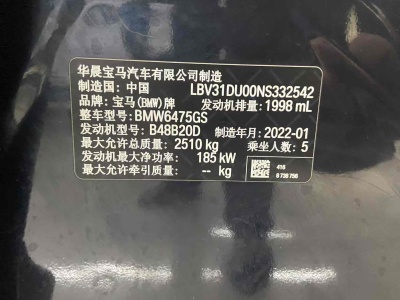 华晨宝马汽车有限公司制造
制造国: 中国 LBV31DU00NS332542
品牌: 宝马(BMW)牌 发动机排量: 1998 mL
整车型号: BMW6475GS
发动机型号: B48B20D 制造年月: 2022-01
最大允许总质量: 2510 kg 乘坐人数: 5
发动机最大净功率: 185 kW 416
最大允许牵引质量: -- kg 8 736 756